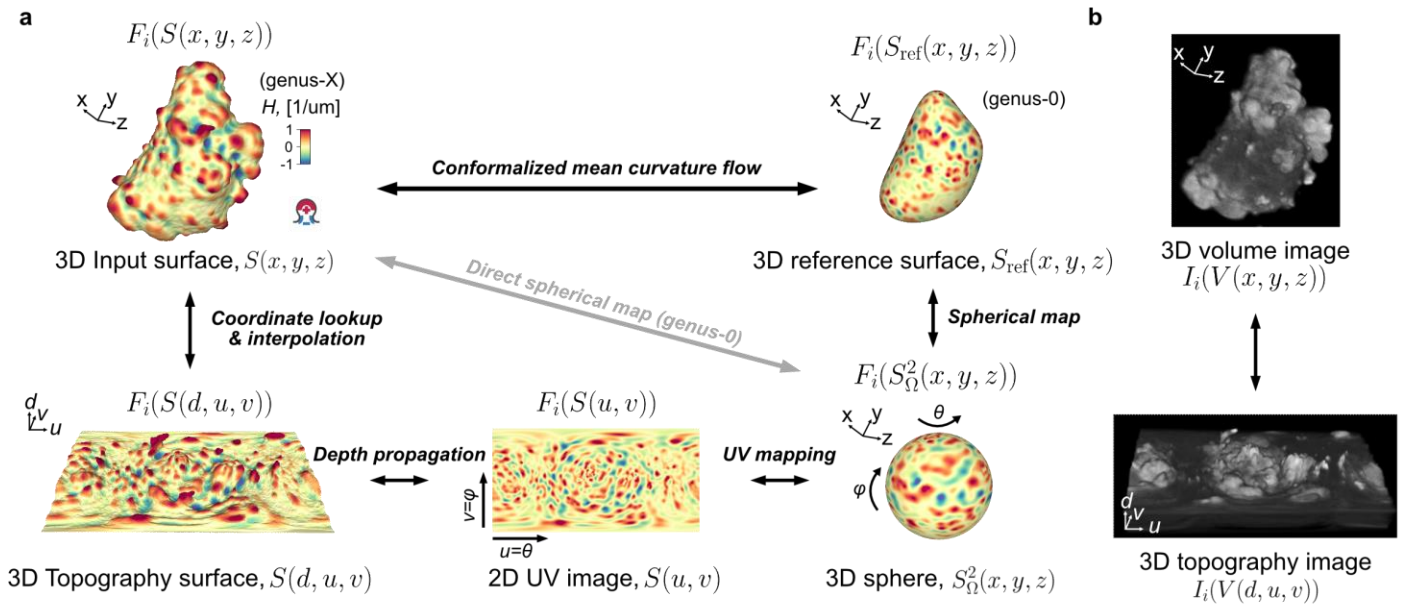 a
F_i(S(x, y, z))
(genus-X)
H, [1/um]
1
0
-1
x
y
z
3D Input surface, S(x, y, z)
Conformalized mean curvature flow
F_i(S_ref(x, y, z))
(genus-0)
x
y
z
3D reference surface, S_ref(x, y, z)
Direct spherical map (genus-0)
Coordinate lookup
& interpolation
Spherical map
F_i(S(d, u, v))
d
v
u
3D Topography surface, S(d, u, v)
Depth propagation
F_i(S(u, v))
v=φ
u=θ
2D UV image, S(u, v)
UV mapping
F_i(S²_Ω(x, y, z))
x
y
z
θ
φ
3D sphere, S²_Ω(x, y, z)
b
x
y
z
3D volume image
I_i(V(x, y, z))
d
v
u
3D topography image
I_i(V(d, u, v))